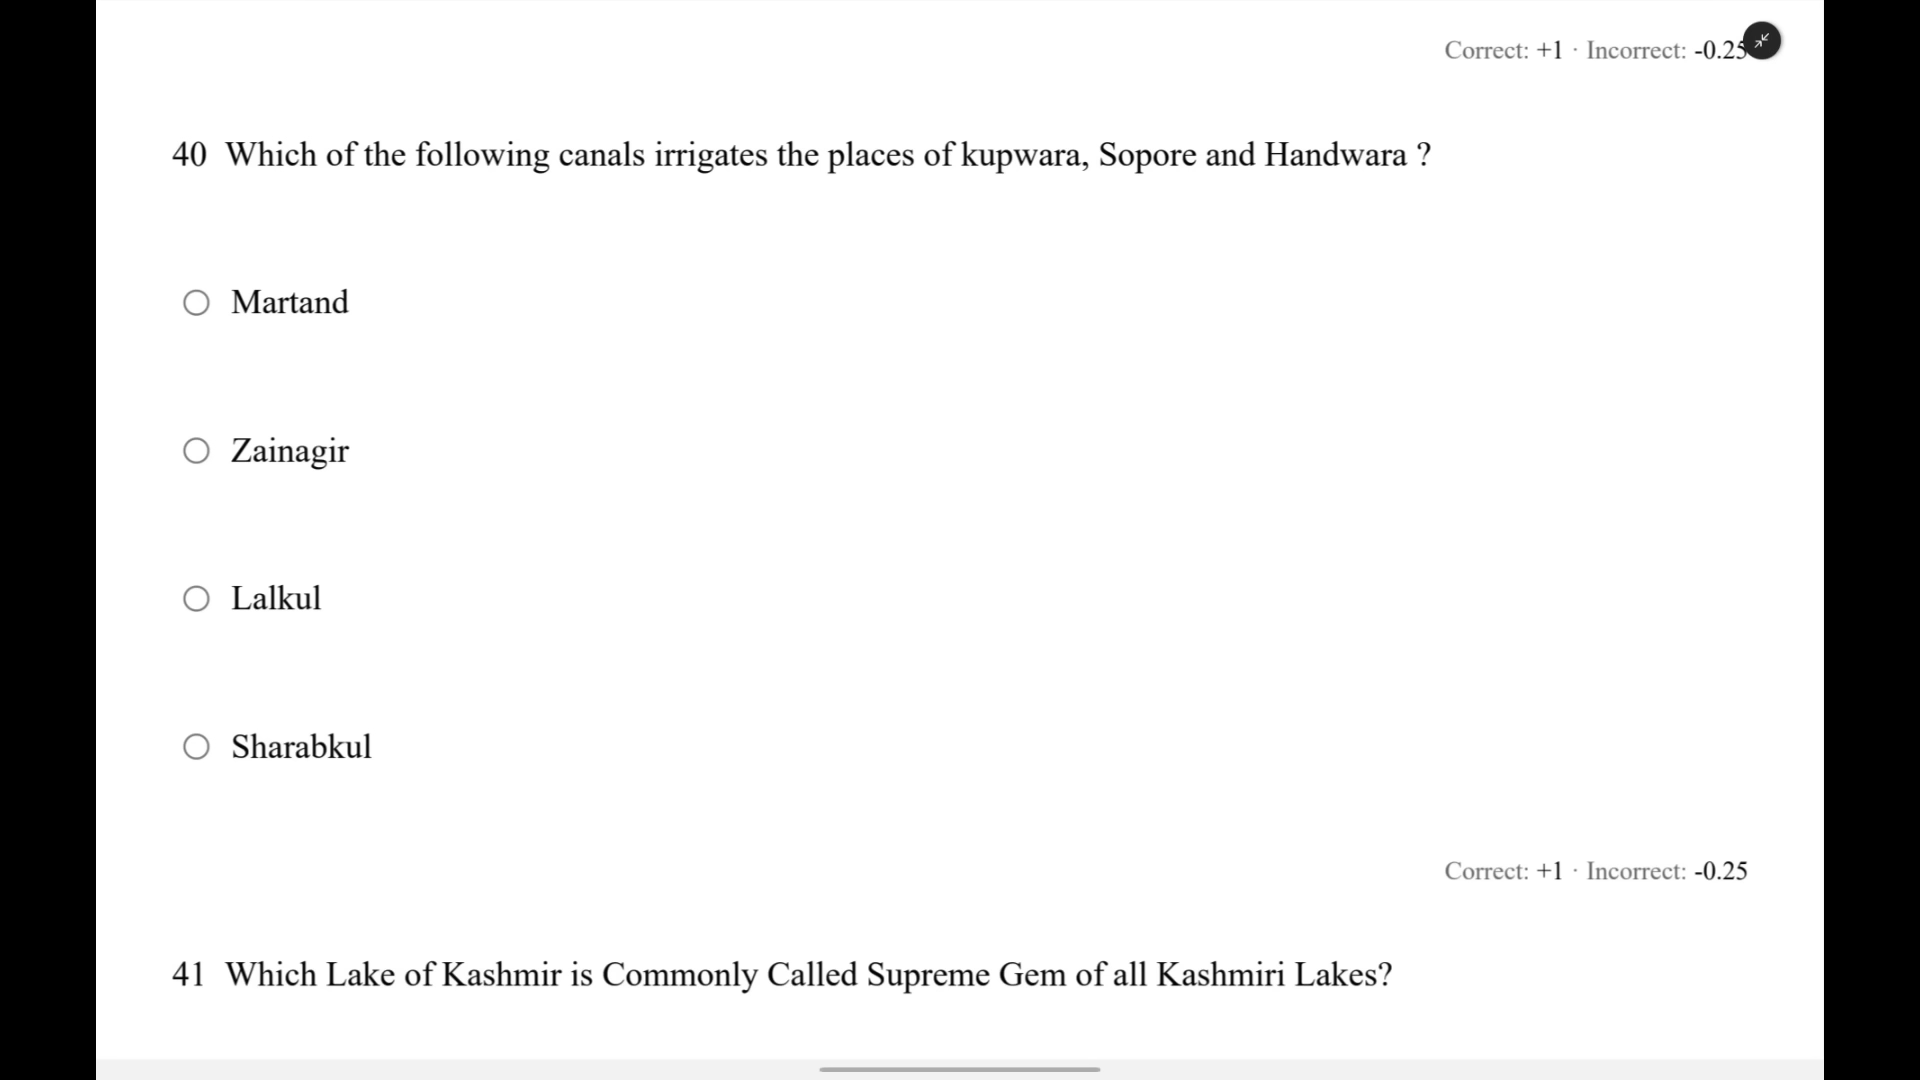 Correct: +1 · Incorrect: -0.25
40 Which of the following canals irrigates the places of kupwara, Sopore and Handwara ?
Martand
Zainagir
Lalkul
Sharabkul
Correct: +1 · Incorrect: -0.25
41 Which Lake of Kashmir is Commonly Called Supreme Gem of all Kashmiri Lakes?